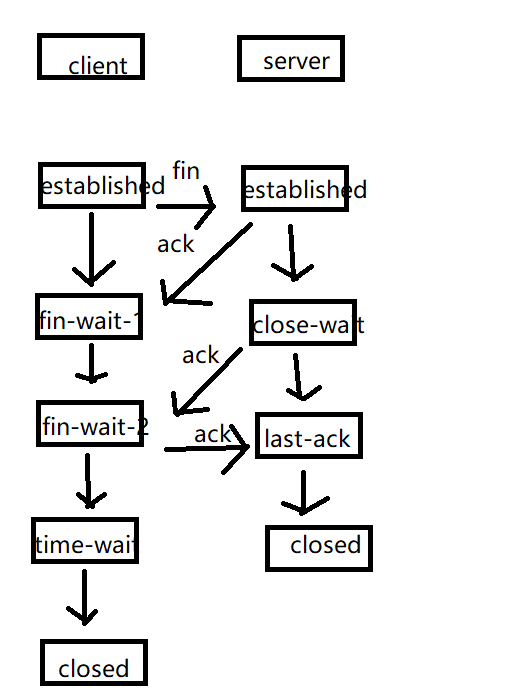 client
server
established
fin
established
ack
fin-wait-1
close-wait
ack
fin-wait-2
ack
last-ack
time-wait
closed
closed